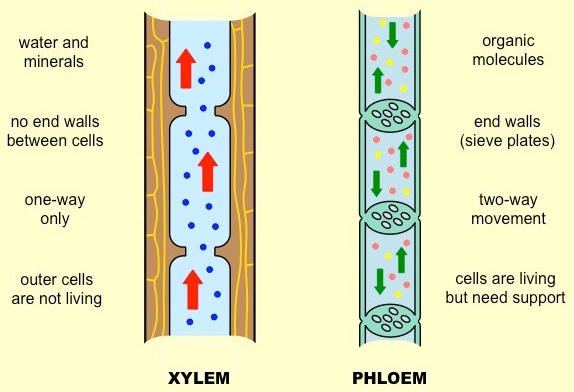 water and
minerals
no end walls
between cells
one-way
only
outer cells
are not living
organic
molecules
end walls
(sieve plates)
two-way
movement
cells are living
but need support
XYLEM
PHLOEM